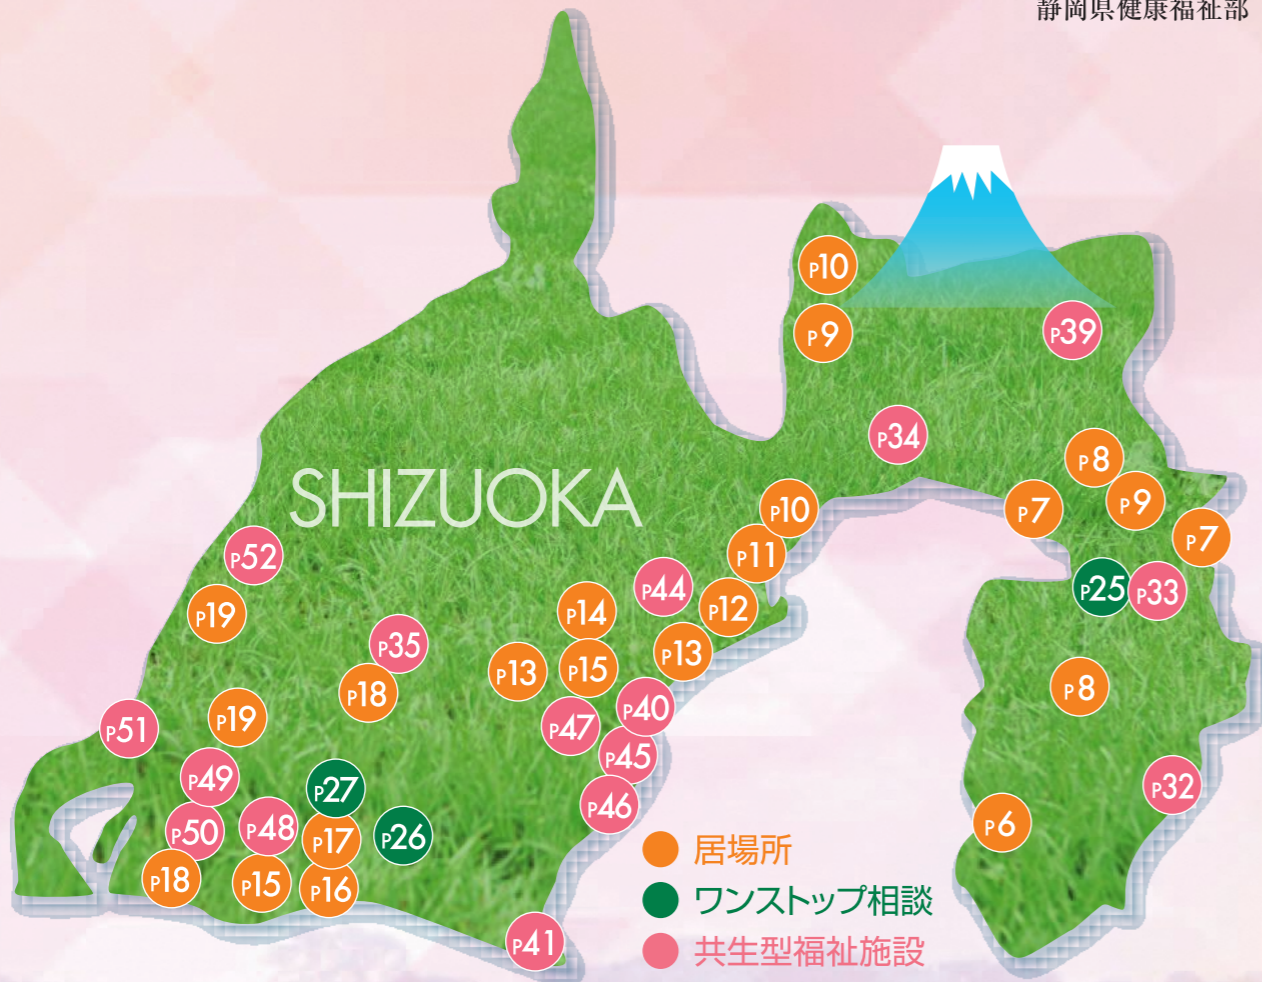 静岡県健康福祉部
P10
P9
P39
P34
P8
SHIZUOKA
P10
P7
P9
P11
P7
P52
P44
P25
P33
P19
P14
P12
P35
P13
P13
P15
P18
P8
P19
P40
P51
P47
P45
P49
P27
P32
P46
P50
P48
P17
P26
P6
P18
P15
P16
P41
居場所
ワンストップ相談
共生型福祉施設